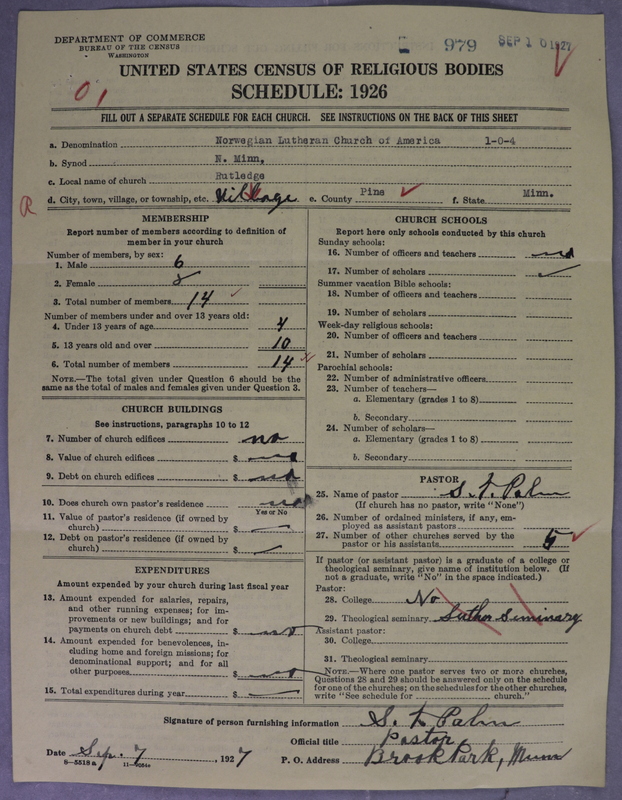 DEPARTMENT OF COMMERCE
BUREAU OF THE CENSUS
WASHINGTON
979 SEP 10 1927
UNITED STATES CENSUS OF RELIGIOUS BODIES
SCHEDULE: 1926
01
FILL OUT A SEPARATE SCHEDULE FOR EACH CHURCH. SEE INSTRUCTIONS ON THE BACK OF THIS SHEET
a. Denomination Norwegian Lutheran Church of America 1-0-4
b. Synod N. Minn,
c. Local name of church Rutledge
d. City, town, village, or township, etc. Village e. County Pine f. State Minn.
R
MEMBERSHIP
Report number of members according to definition of
member in your church
Number of members, by sex:
1. Male 6
2. Female 8
3. Total number of members 14
Number of members under and over 13 years old:
4. Under 13 years of age 4
5. 13 years old and over 10
6. Total number of members 14
NOTE.—The total given under Question 6 should be the
same as the total of males and females given under Question 3.
CHURCH BUILDINGS
See instructions, paragraphs 10 to 12
7. Number of church edifices no
8. Value of church edifices $ no
9. Debt on church edifices $ no
10. Does church own pastor's residence no
Yes or No
11. Value of pastor's residence (if owned by
church) $ —
12. Debt on pastor's residence (if owned by
church) $ —
EXPENDITURES
Amount expended by your church during last fiscal year
13. Amount expended for salaries, repairs,
and other running expenses; for im-
provements or new buildings; and for
payments on church debt $ not
14. Amount expended for benevolences, in-
cluding home and foreign missions; for
denominational support; and for all
other purposes $ not
15. Total expenditures during year $ —
CHURCH SCHOOLS
Report here only schools conducted by this church
Sunday schools:
16. Number of officers and teachers no
17. Number of scholars
Summer vacation Bible schools:
18. Number of officers and teachers
19. Number of scholars
Week-day religious schools:
20. Number of officers and teachers
21. Number of scholars
Parochial schools:
22. Number of administrative officers
23. Number of teachers—
a. Elementary (grades 1 to 8)
b. Secondary
24. Number of scholars—
a. Elementary (grades 1 to 8)
b. Secondary
PASTOR
25. Name of pastor S. T. Palm
(If church has no pastor, write "None")
26. Number of ordained ministers, if any, em-
ployed as assistant pastors
27. Number of other churches served by the
pastor or his assistants 5
If pastor (or assistant pastor) is a graduate of a college or
theological seminary, give name of institution below. (If
not a graduate, write "No" in the space indicated.)
Pastor:
28. College No
29. Theological seminary Luther Seminary
Assistant pastor:
30. College
31. Theological seminary
NOTE.—Where one pastor serves two or more churches,
Questions 28 and 29 should be answered only on the schedule
for one of the churches; on the schedules for the other churches,
write "See schedule for church."
Signature of person furnishing information S. T. Palm
Official title Pastor
Date Sep. 7, 1927 P. O. Address Brook Park, Minn
8—5518 a